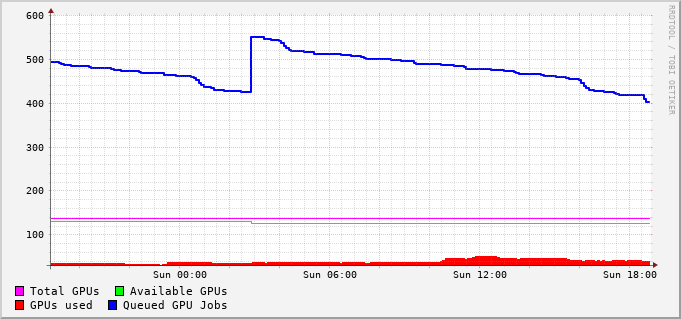 600
500
400
300
200
100
Sun 00:00 Sun 06:00 Sun 12:00 Sun 18:00
Total GPUs Available GPUs
GPUs used Queued GPU Jobs
RRDTOOL / TOBI OETIKER